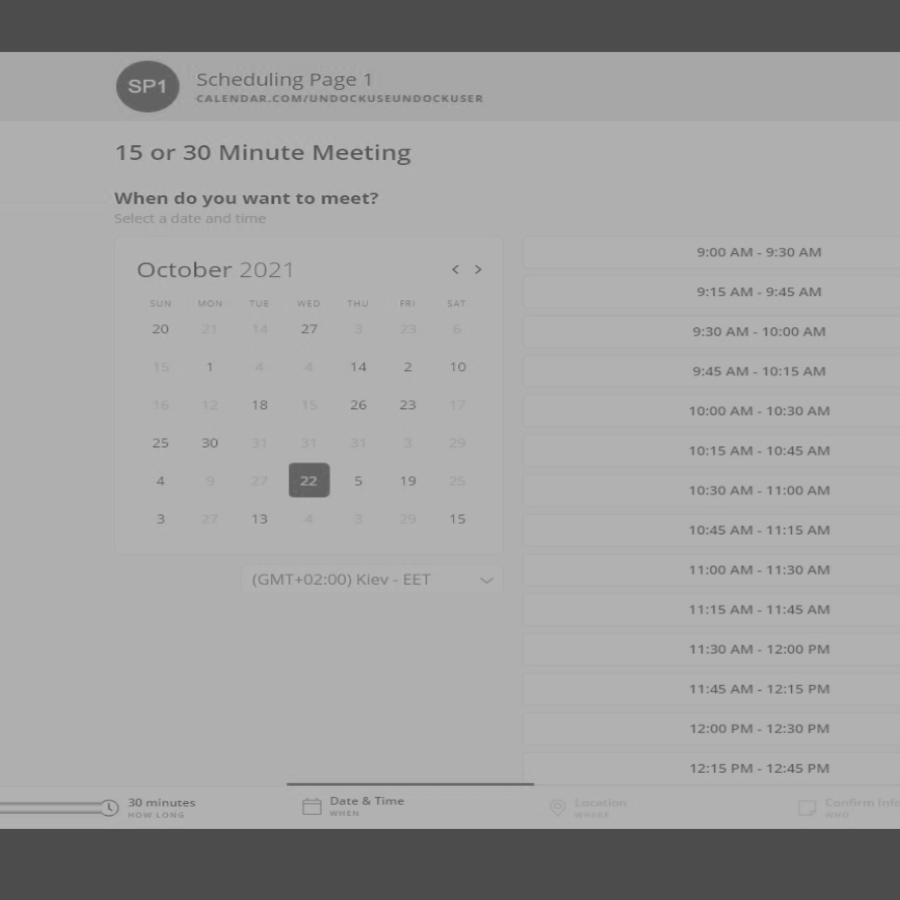 SP1
Scheduling Page 1
CALENDAR.COM/UNDOCKUSEUNDOCKUSER
15 or 30 Minute Meeting
When do you want to meet?
Select a date and time
October 2021 < >
SUN MON TUE WED THU FRI SAT
20 21 14 27 3 23 6
15 1 4 4 14 2 10
16 12 18 15 26 23 17
25 30 31 31 31 3 29
4 9 27 22 5 19 25
3 27 13 4 3 29 15
(GMT+02:00) Kiev - EET
9:00 AM - 9:30 AM
9:15 AM - 9:45 AM
9:30 AM - 10:00 AM
9:45 AM - 10:15 AM
10:00 AM - 10:30 AM
10:15 AM - 10:45 AM
10:30 AM - 11:00 AM
10:45 AM - 11:15 AM
11:00 AM - 11:30 AM
11:15 AM - 11:45 AM
11:30 AM - 12:00 PM
11:45 AM - 12:15 PM
12:00 PM - 12:30 PM
12:15 PM - 12:45 PM
30 minutes
HOW LONG
Date & Time
WHEN
Location
WHERE
Confirm Info
WHO